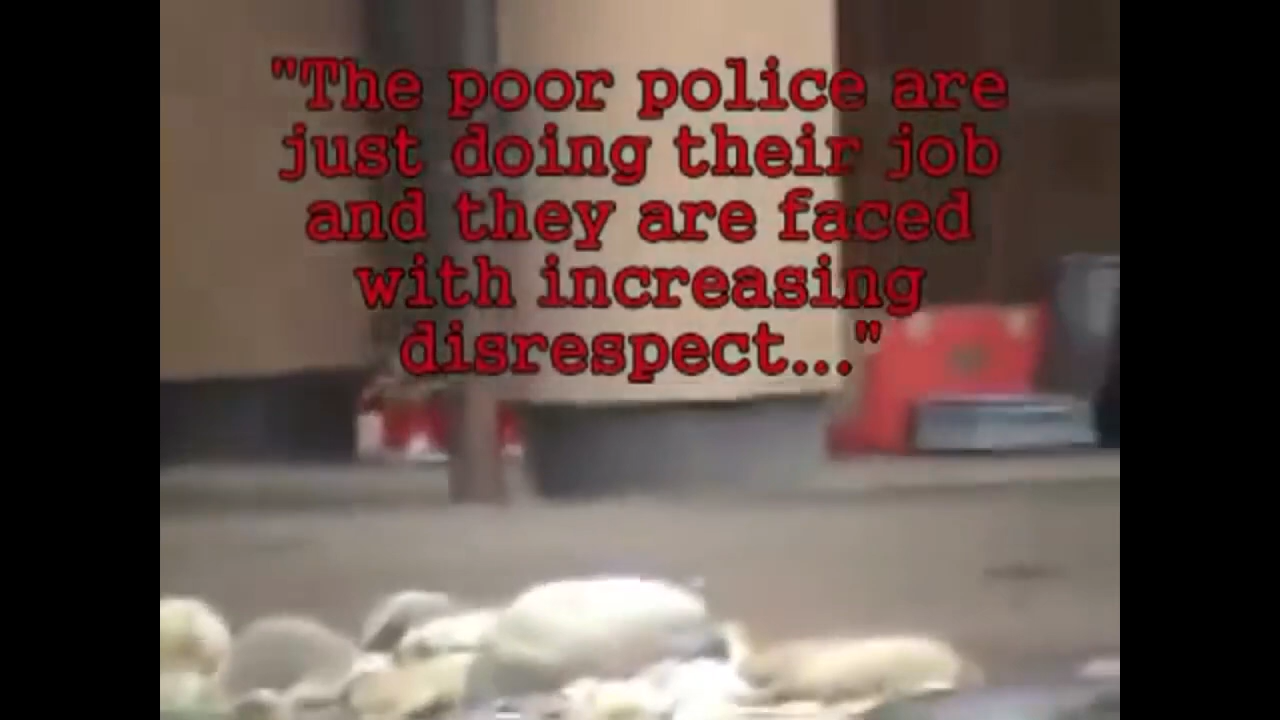 "The poor police are
just doing their job
and they are faced
with increasing
disrespect..."